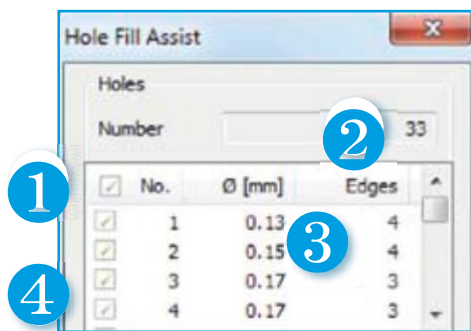 Hole Fill Assist
Holes
Number 2 33
1 No. Ø [mm] Edges
1 0.13 3 4
2 0.15 4
3 0.17 3
4 4 0.17 3